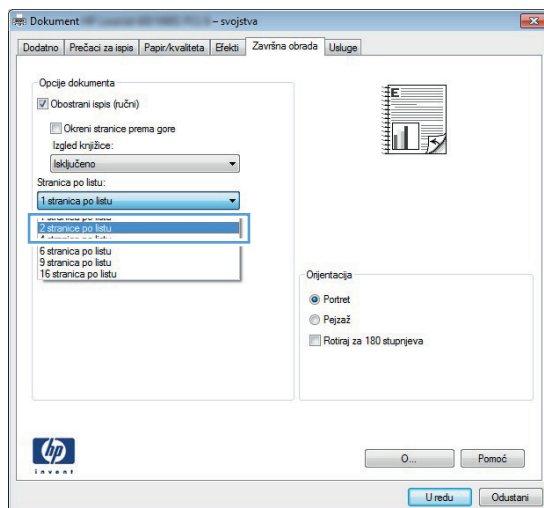 Dokument – svojstva
Dodatno Prečaci za ispis Papir/kvaliteta Efekti Završna obrada Usluge
Opcije dokumenta
Obostrani ispis (ručni)
Okreni stranice prema gore
Izgled knjižice:
Isključeno
Stranica po listu:
1 stranica po listu
2 stranice po listu
6 stranica po listu
9 stranica po listu
16 stranica po listu
E
Orijentacija
Portret
Pejzaž
Rotiraj za 180 stupnjeva
hp
invent
O...
Pomoć
U redu
Odustani